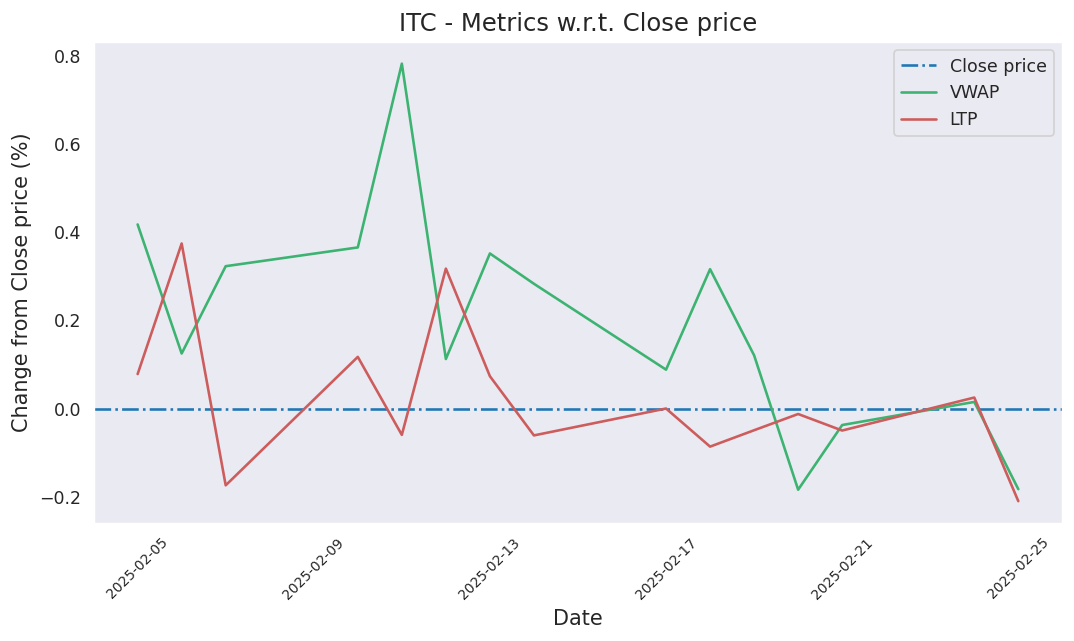 ITC - Metrics w.r.t. Close price
Close price
VWAP
LTP
Change from Close price (%)
0.8
0.6
0.4
0.2
0.0
−0.2
2025-02-05
2025-02-09
2025-02-13
2025-02-17
2025-02-21
2025-02-25
Date